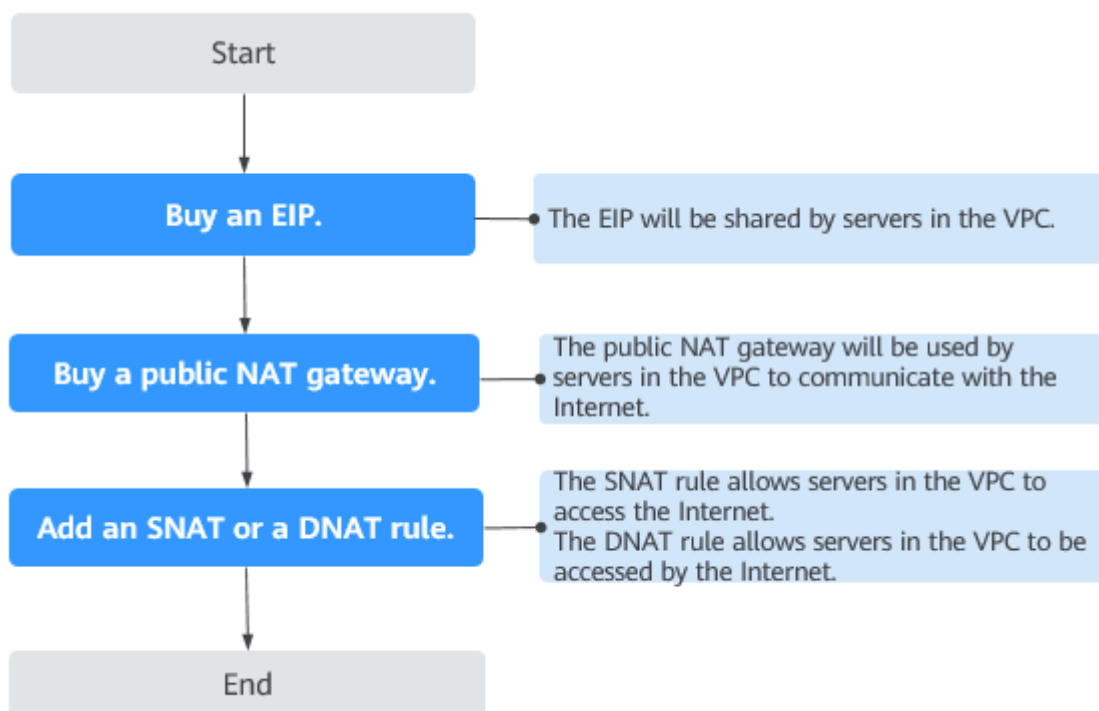 Start
Buy an EIP.
The EIP will be shared by servers in the VPC.
Buy a public NAT gateway.
The public NAT gateway will be used by
servers in the VPC to communicate with the
Internet.
Add an SNAT or a DNAT rule.
The SNAT rule allows servers in the VPC to
access the Internet.
The DNAT rule allows servers in the VPC to be
accessed by the Internet.
End